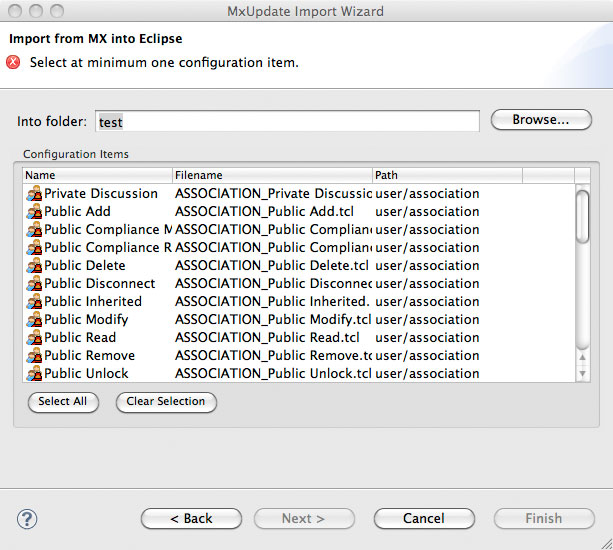 MxUpdate Import Wizard
Import from MX into Eclipse
Select at minimum one configuration item.
Into folder: test Browse...
Configuration Items
Name Filename Path
Private Discussion ASSOCIATION_Private Discussic user/association
Public Add ASSOCIATION_Public Add.tcl user/association
Public Compliance M ASSOCIATION_Public Complianc user/association
Public Compliance R ASSOCIATION_Public Complianc user/association
Public Delete ASSOCIATION_Public Delete.tcl user/association
Public Disconnect ASSOCIATION_Public Disconnect user/association
Public Inherited ASSOCIATION_Public Inherited. user/association
Public Modify ASSOCIATION_Public Modify.tcl user/association
Public Read ASSOCIATION_Public Read.tcl user/association
Public Remove ASSOCIATION_Public Remove.tc user/association
Public Unlock ASSOCIATION_Public Unlock.tcl user/association
Select All Clear Selection
? < Back Next > Cancel Finish